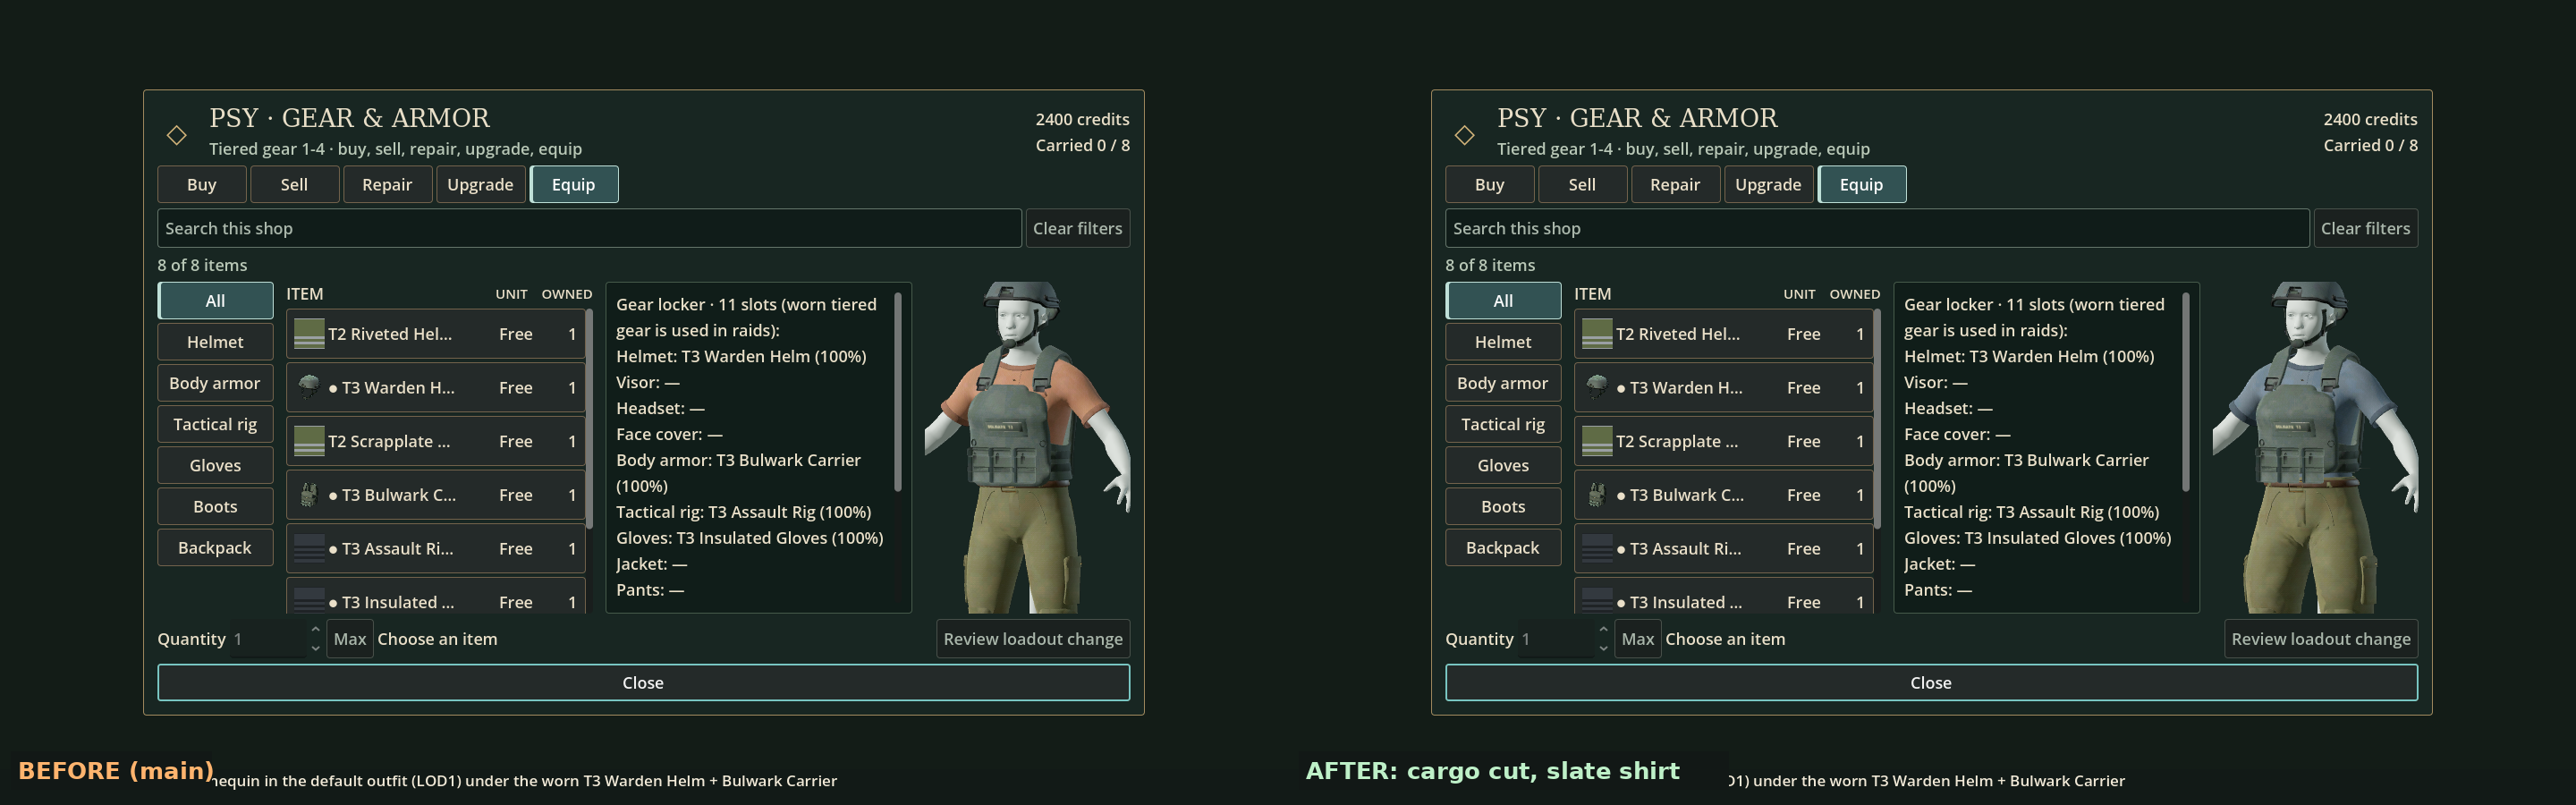 PSY · GEAR & ARMOR
Tiered gear 1-4 · buy, sell, repair, upgrade, equip
2400 credits
Carried 0 / 8
Buy Sell Repair Upgrade Equip
Search this shop Clear filters
8 of 8 items
All
Helmet
Body armor
Tactical rig
Gloves
Boots
Backpack
ITEM UNIT OWNED
T2 Riveted Hel... Free 1
● T3 Warden H... Free 1
T2 Scrapplate ... Free 1
● T3 Bulwark C... Free 1
● T3 Assault Ri... Free 1
● T3 Insulated ... Free 1
Gear locker · 11 slots (worn tiered
gear is used in raids):
Helmet: T3 Warden Helm (100%)
Visor: —
Headset: —
Face cover: —
Body armor: T3 Bulwark Carrier
(100%)
Tactical rig: T3 Assault Rig (100%)
Gloves: T3 Insulated Gloves (100%)
Jacket: —
Pants: —
Quantity 1 Max Choose an item Review loadout change
Close
BEFORE (main)
nequin in the default outfit (LOD1) under the worn T3 Warden Helm + Bulwark Carrier
PSY · GEAR & ARMOR
Tiered gear 1-4 · buy, sell, repair, upgrade, equip
2400 credits
Carried 0 / 8
Buy Sell Repair Upgrade Equip
Search this shop Clear filters
8 of 8 items
All
Helmet
Body armor
Tactical rig
Gloves
Boots
Backpack
ITEM UNIT OWNED
T2 Riveted Hel... Free 1
● T3 Warden H... Free 1
T2 Scrapplate ... Free 1
● T3 Bulwark C... Free 1
● T3 Assault Ri... Free 1
● T3 Insulated ... Free 1
Gear locker · 11 slots (worn tiered
gear is used in raids):
Helmet: T3 Warden Helm (100%)
Visor: —
Headset: —
Face cover: —
Body armor: T3 Bulwark Carrier
(100%)
Tactical rig: T3 Assault Rig (100%)
Gloves: T3 Insulated Gloves (100%)
Jacket: —
Pants: —
Quantity 1 Max Choose an item Review loadout change
Close
AFTER: cargo cut, slate shirt
D1) under the worn T3 Warden Helm + Bulwark Carrier